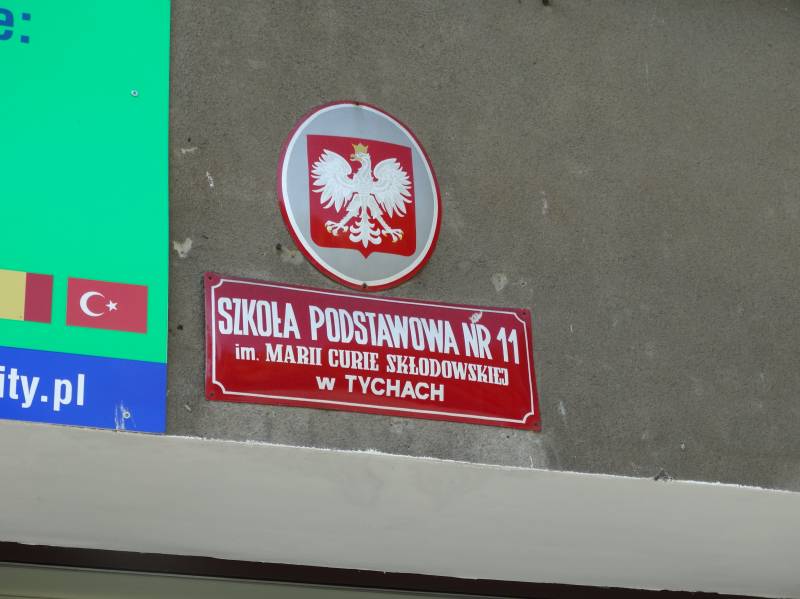 e:
ity.pl
SZKOŁA PODSTAWOWA NR 11
im. MARII CURIE SKŁODOWSKIEJ
w TYCHACH